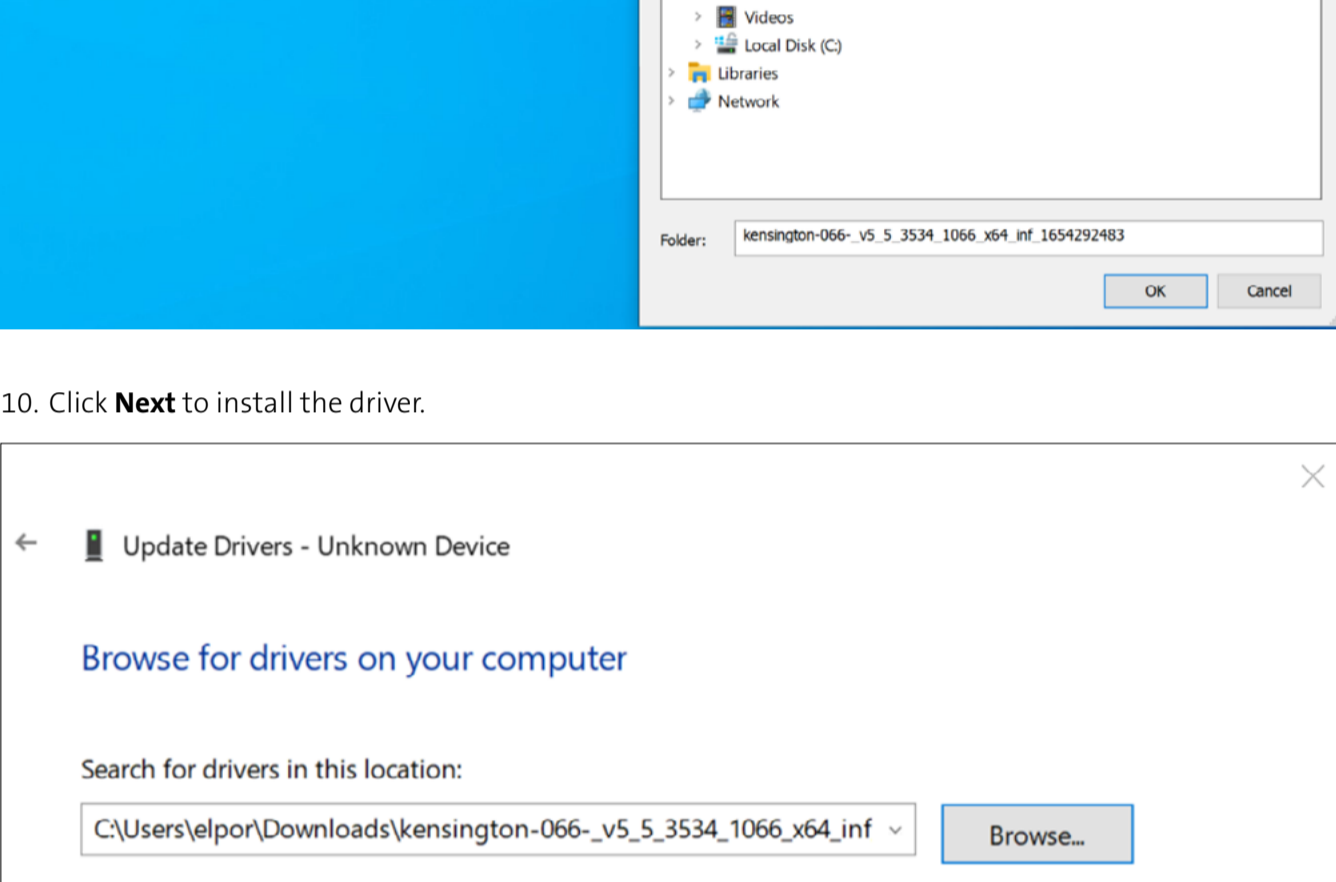 Videos
Local Disk (C:)
Libraries
Network
Folder: kensington-066-_v5_5_3534_1066_x64_inf_1654292483
OK Cancel
10. Click Next to install the driver.
Update Drivers - Unknown Device
Browse for drivers on your computer
Search for drivers in this location:
C:\Users\elpor\Downloads\kensington-066-_v5_5_3534_1066_x64_inf Browse...